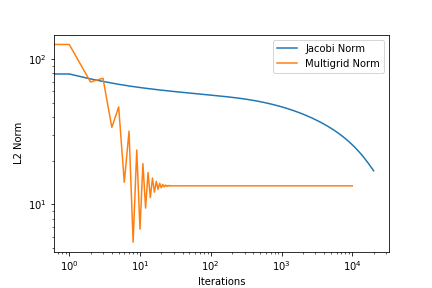 Jacobi Norm
Multigrid Norm
L2 Norm
10²
10¹
10⁰
10¹
10²
10³
10⁴
Iterations